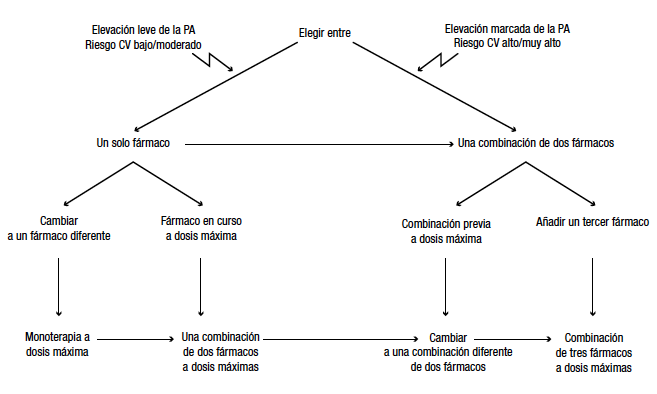 Elevación leve de la PA
Riesgo CV bajo/moderado
Elegir entre
Elevación marcada de la PA
Riesgo CV alto/muy alto
Un solo fármaco
Una combinación de dos fármacos
Cambiar
a un fármaco diferente
Fármaco en curso
a dosis máxima
Combinación previa
a dosis máxima
Añadir un tercer fármaco
Monoterapia a
dosis máxima
Una combinación
de dos fármacos
a dosis máximas
Cambiar
a una combinación diferente
de dos fármacos
Combinación
de tres fármacos
a dosis máximas